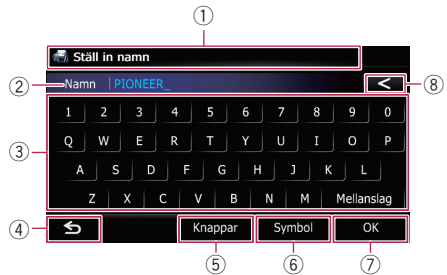 ①
Ställ in namn
② Namn PIONEER_ < ⑧
1 2 3 4 5 6 7 8 9 0
③ Q W E R T Y U I O P
A S D F G H J K L
Z X C V B N M Mellanslag
④ Knappar Symbol OK
⑤ ⑥ ⑦